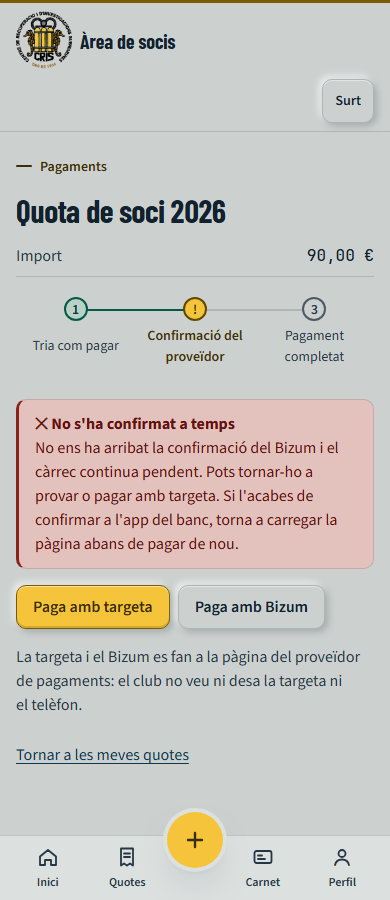 CRIS
Àrea de socis
Surt
Pagaments
Quota de soci 2026
Import 90,00 €
1 ! 3
Tria com pagar
Confirmació del
proveïdor
Pagament
completat
No s'ha confirmat a temps
No ens ha arribat la confirmació del Bizum i el
càrrec continua pendent. Pots tornar-ho a
provar o pagar amb targeta. Si l'acabes de
confirmar a l'app del banc, torna a carregar la
pàgina abans de pagar de nou.
Paga amb targeta Paga amb Bizum
La targeta i el Bizum es fan a la pàgina del proveïdor
de pagaments: el club no veu ni desa la targeta ni
el telèfon.
Tornar a les meves quotes
Inici Quotes Carnet Perfil